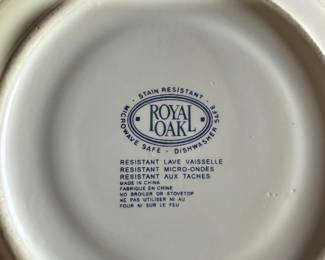 · STAIN RESISTANT ·
MICROWAVE SAFE · DISHWASHER SAFE
ROYAL
OAK
RESISTANT LAVE VAISSELLE
RESISTANT MICRO-ONDES
RESISTANT AUX TACHES
MADE IN CHINA
FABRIQUE EN CHINE
NO BROILER OR STOVETOP
NE PAS UTILISER NI AU
FOUR NI SUR LE FEU